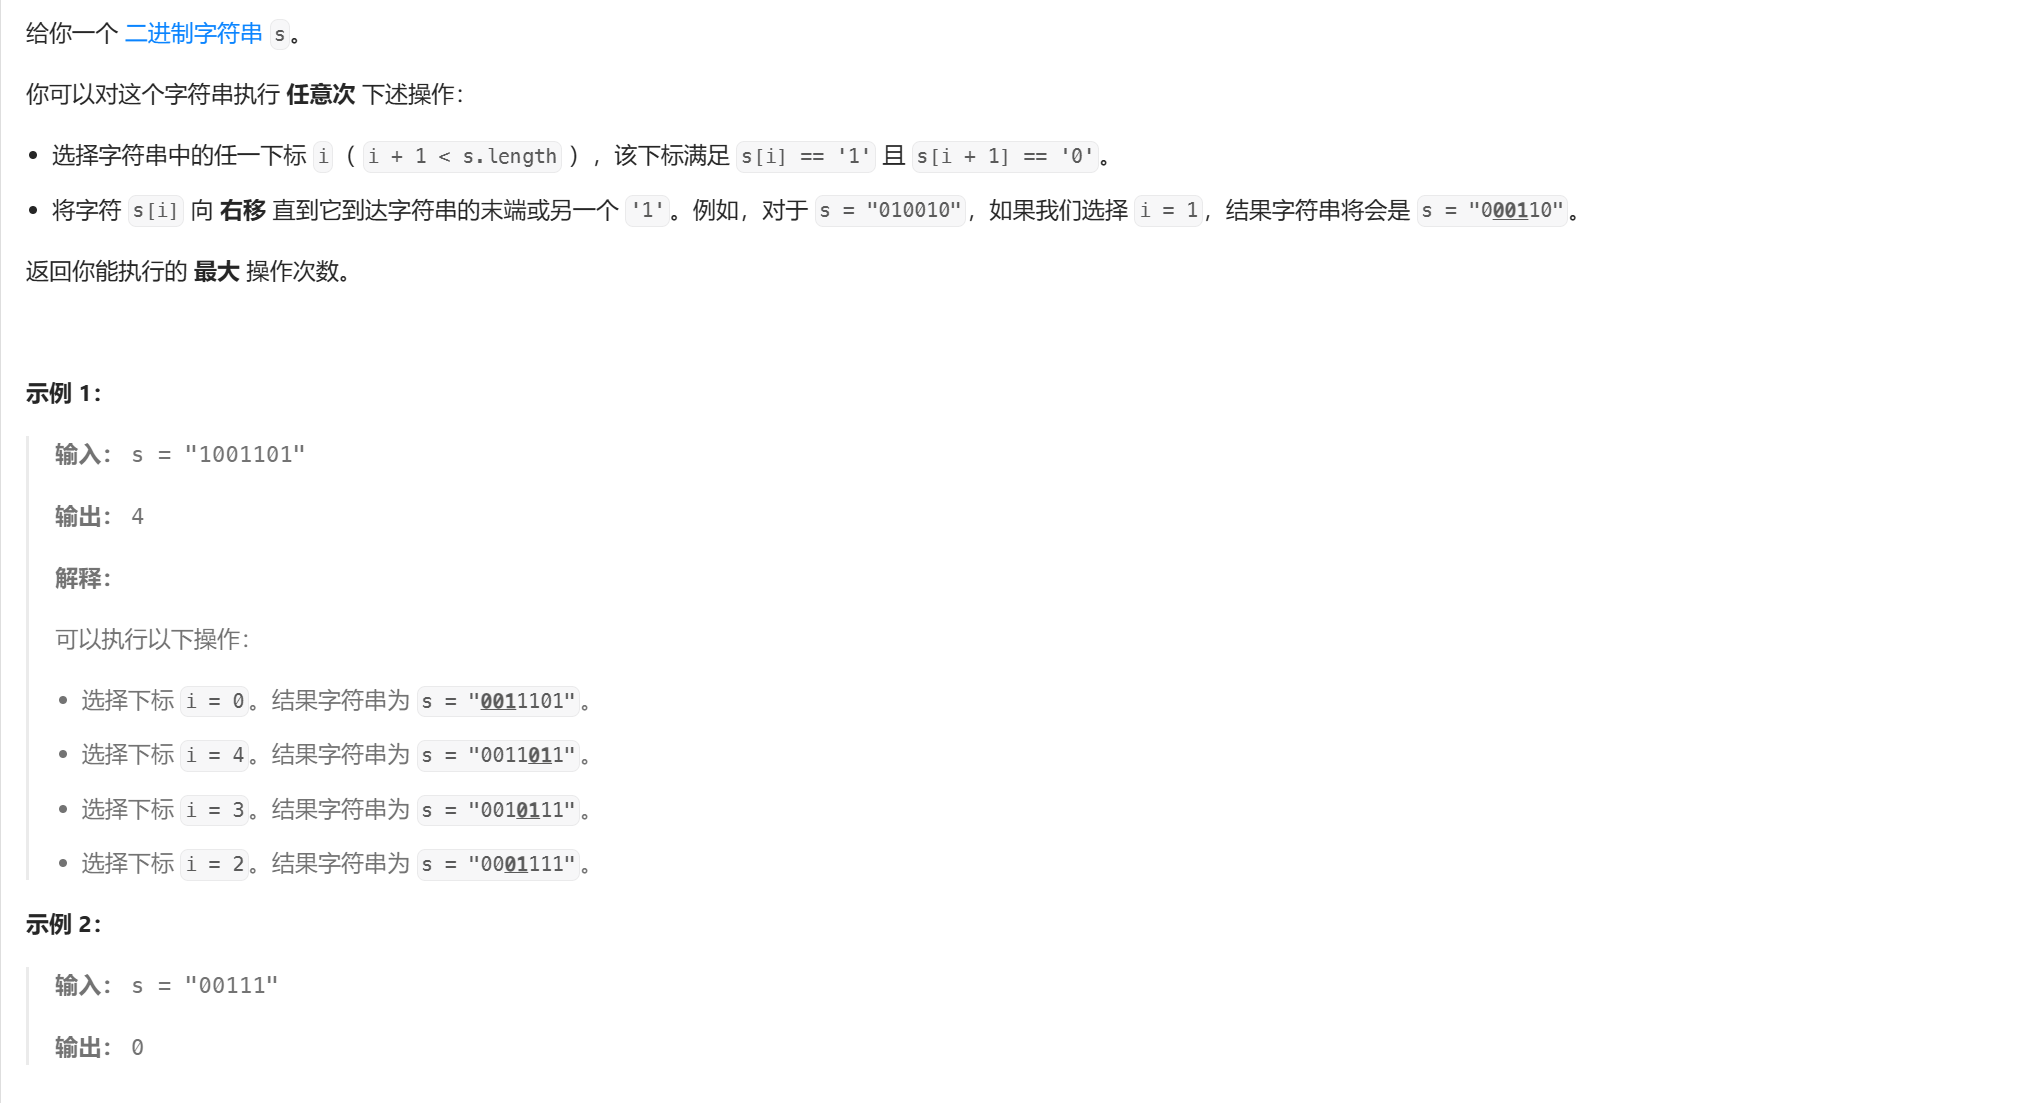 给你一个 二进制字符串 s。
你可以对这个字符串执行 任意次 下述操作：
• 选择字符串中的任一下标 i（ i + 1 < s.length ），该下标满足 s[i] == '1' 且 s[i + 1] == '0'。
• 将字符 s[i] 向 右移 直到它到达字符串的末端或另一个 '1'。例如，对于 s = "010010"，如果我们选择 i = 1，结果字符串将会是 s = "000110"。
返回你能执行的 最大 操作次数。
示例 1：
输入： s = "1001101"
输出： 4
解释：
可以执行以下操作：
• 选择下标 i = 0。结果字符串为 s = "0011101"。
• 选择下标 i = 4。结果字符串为 s = "0011011"。
• 选择下标 i = 3。结果字符串为 s = "0010111"。
• 选择下标 i = 2。结果字符串为 s = "0001111"。
示例 2：
输入： s = "00111"
输出： 0